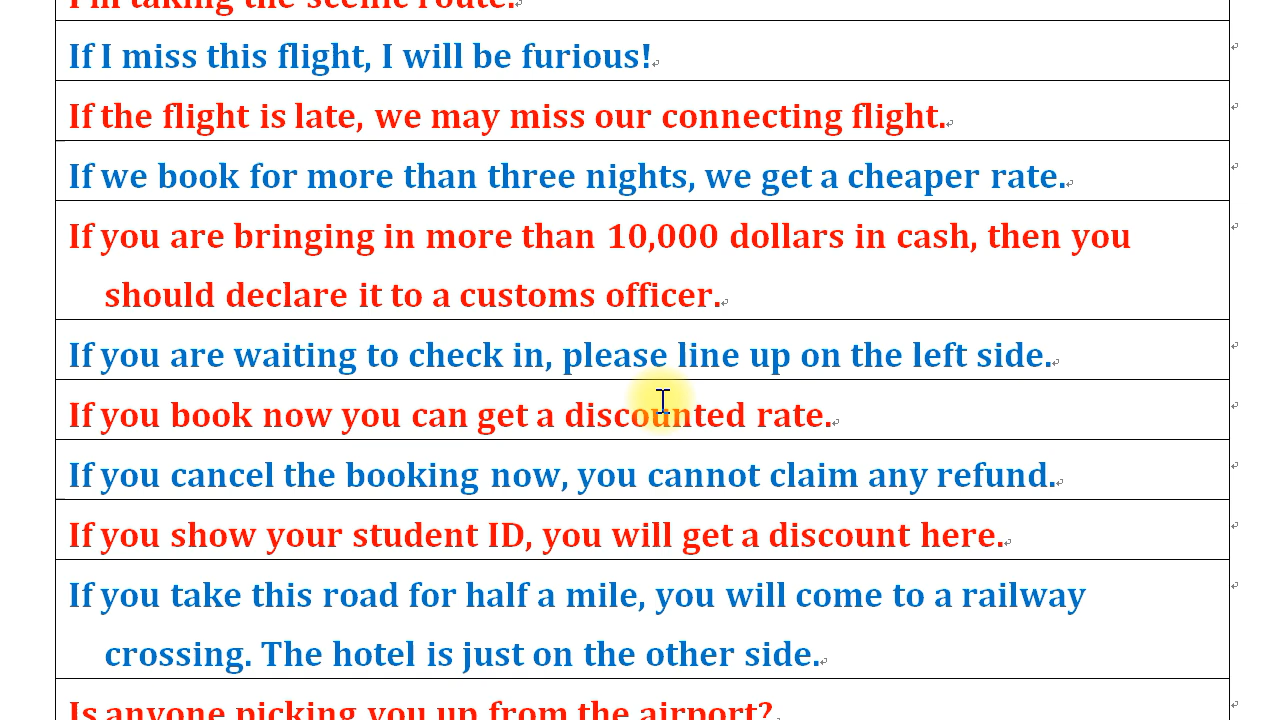 I'm taking the scenic route.
If I miss this flight, I will be furious!
If the flight is late, we may miss our connecting flight.
If we book for more than three nights, we get a cheaper rate.
If you are bringing in more than 10,000 dollars in cash, then you
should declare it to a customs officer.
If you are waiting to check in, please line up on the left side.
If you book now you can get a discounted rate.
If you cancel the booking now, you cannot claim any refund.
If you show your student ID, you will get a discount here.
If you take this road for half a mile, you will come to a railway
crossing. The hotel is just on the other side.
Is anyone picking you up from the airport?